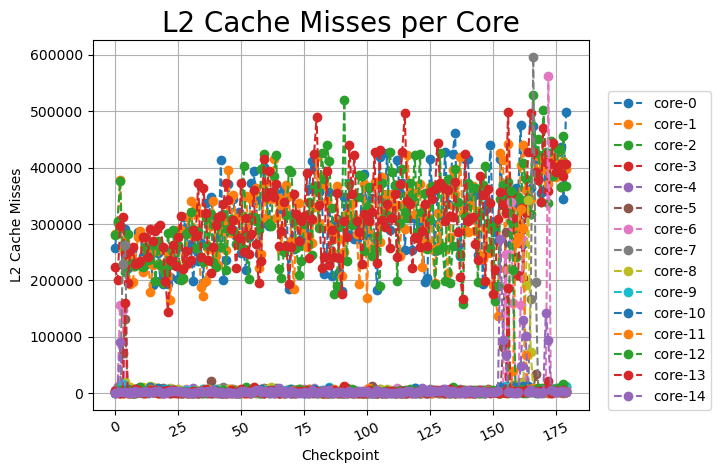 L2 Cache Misses per Core
600000
500000
400000
300000
200000
100000
0
L2 Cache Misses
0
25
50
75
100
125
150
175
Checkpoint
core-0
core-1
core-2
core-3
core-4
core-5
core-6
core-7
core-8
core-9
core-10
core-11
core-12
core-13
core-14